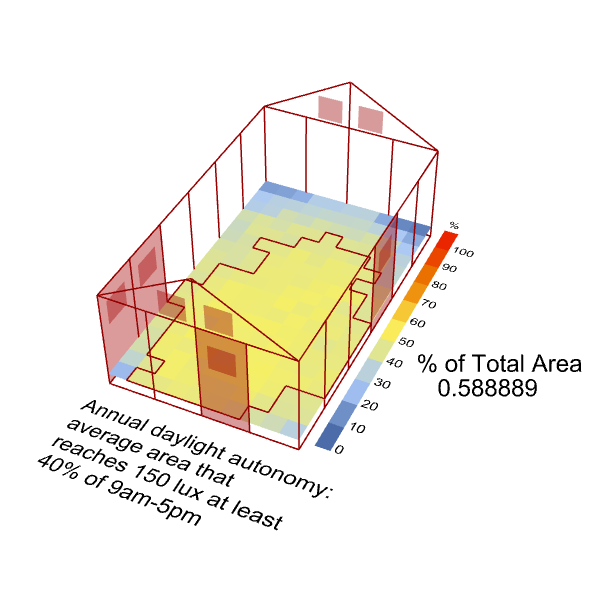 %
100
90
80
70
60
50
40
30
20
10
0
% of Total Area
0.588889
Annual daylight autonomy:
average area that
reaches 150 lux at least
40% of 9am-5pm